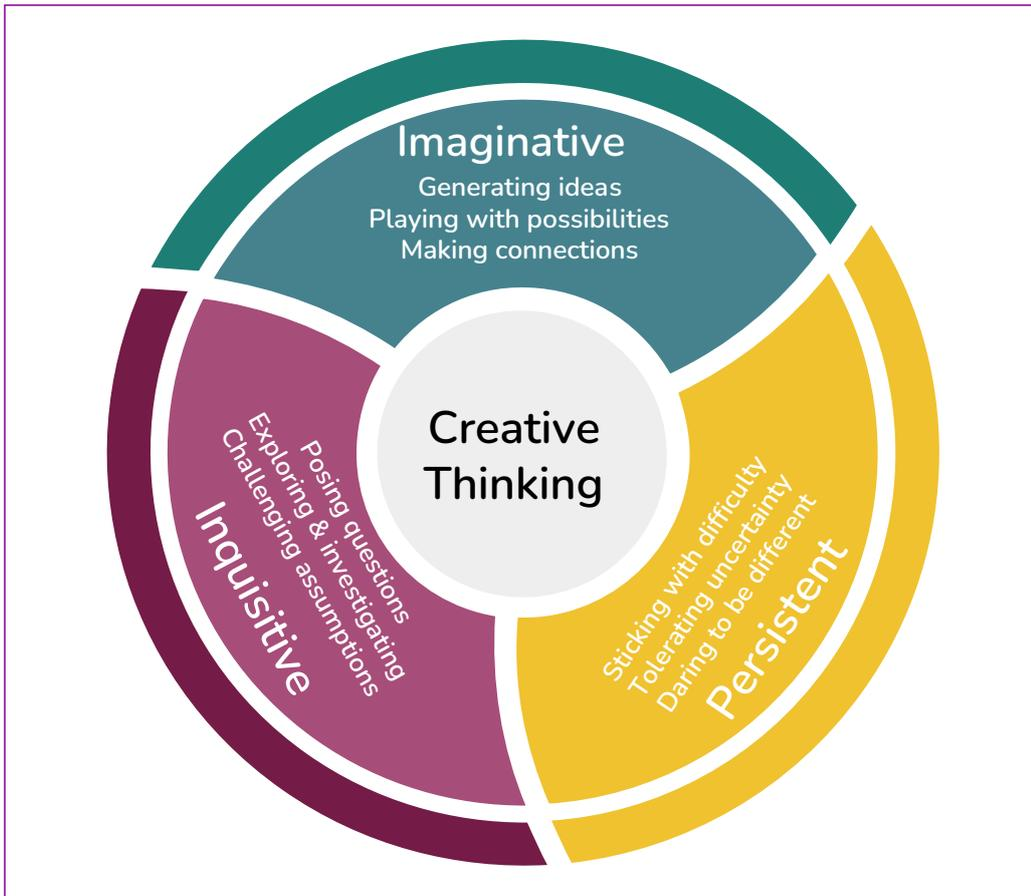 Imaginative
Generating ideas
Playing with possibilities
Making connections
Creative
Thinking
Sticking with difficulty
Tolerating uncertainty
Daring to be different
Persistent
Posing questions
Exploring & investigating
Challenging assumptions
Inquisitive